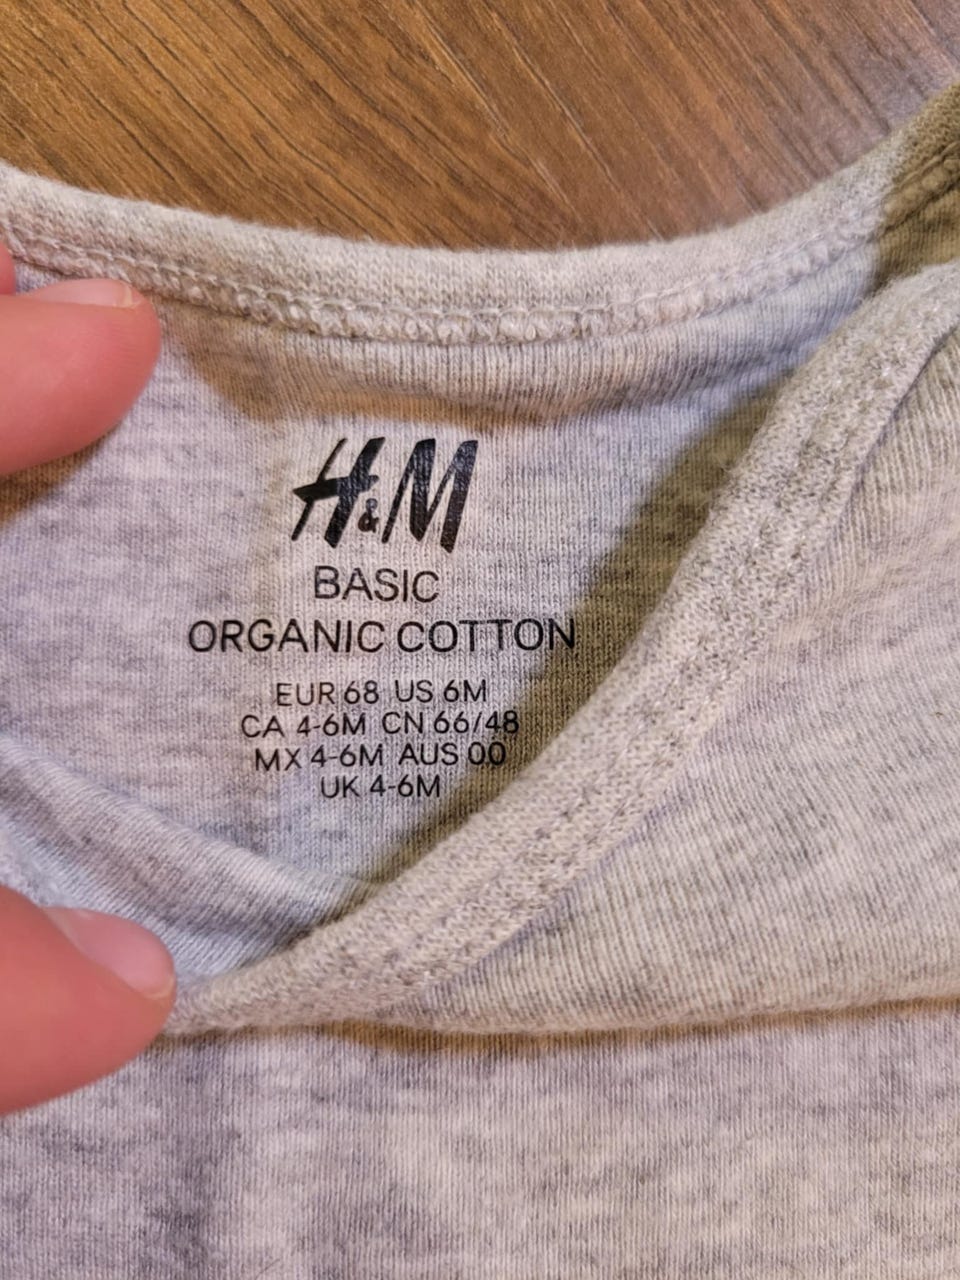 H&M
BASIC
ORGANIC COTTON
EUR 68 US 6M
CA 4-6M CN 66/48
MX 4-6M AUS 00
UK 4-6M